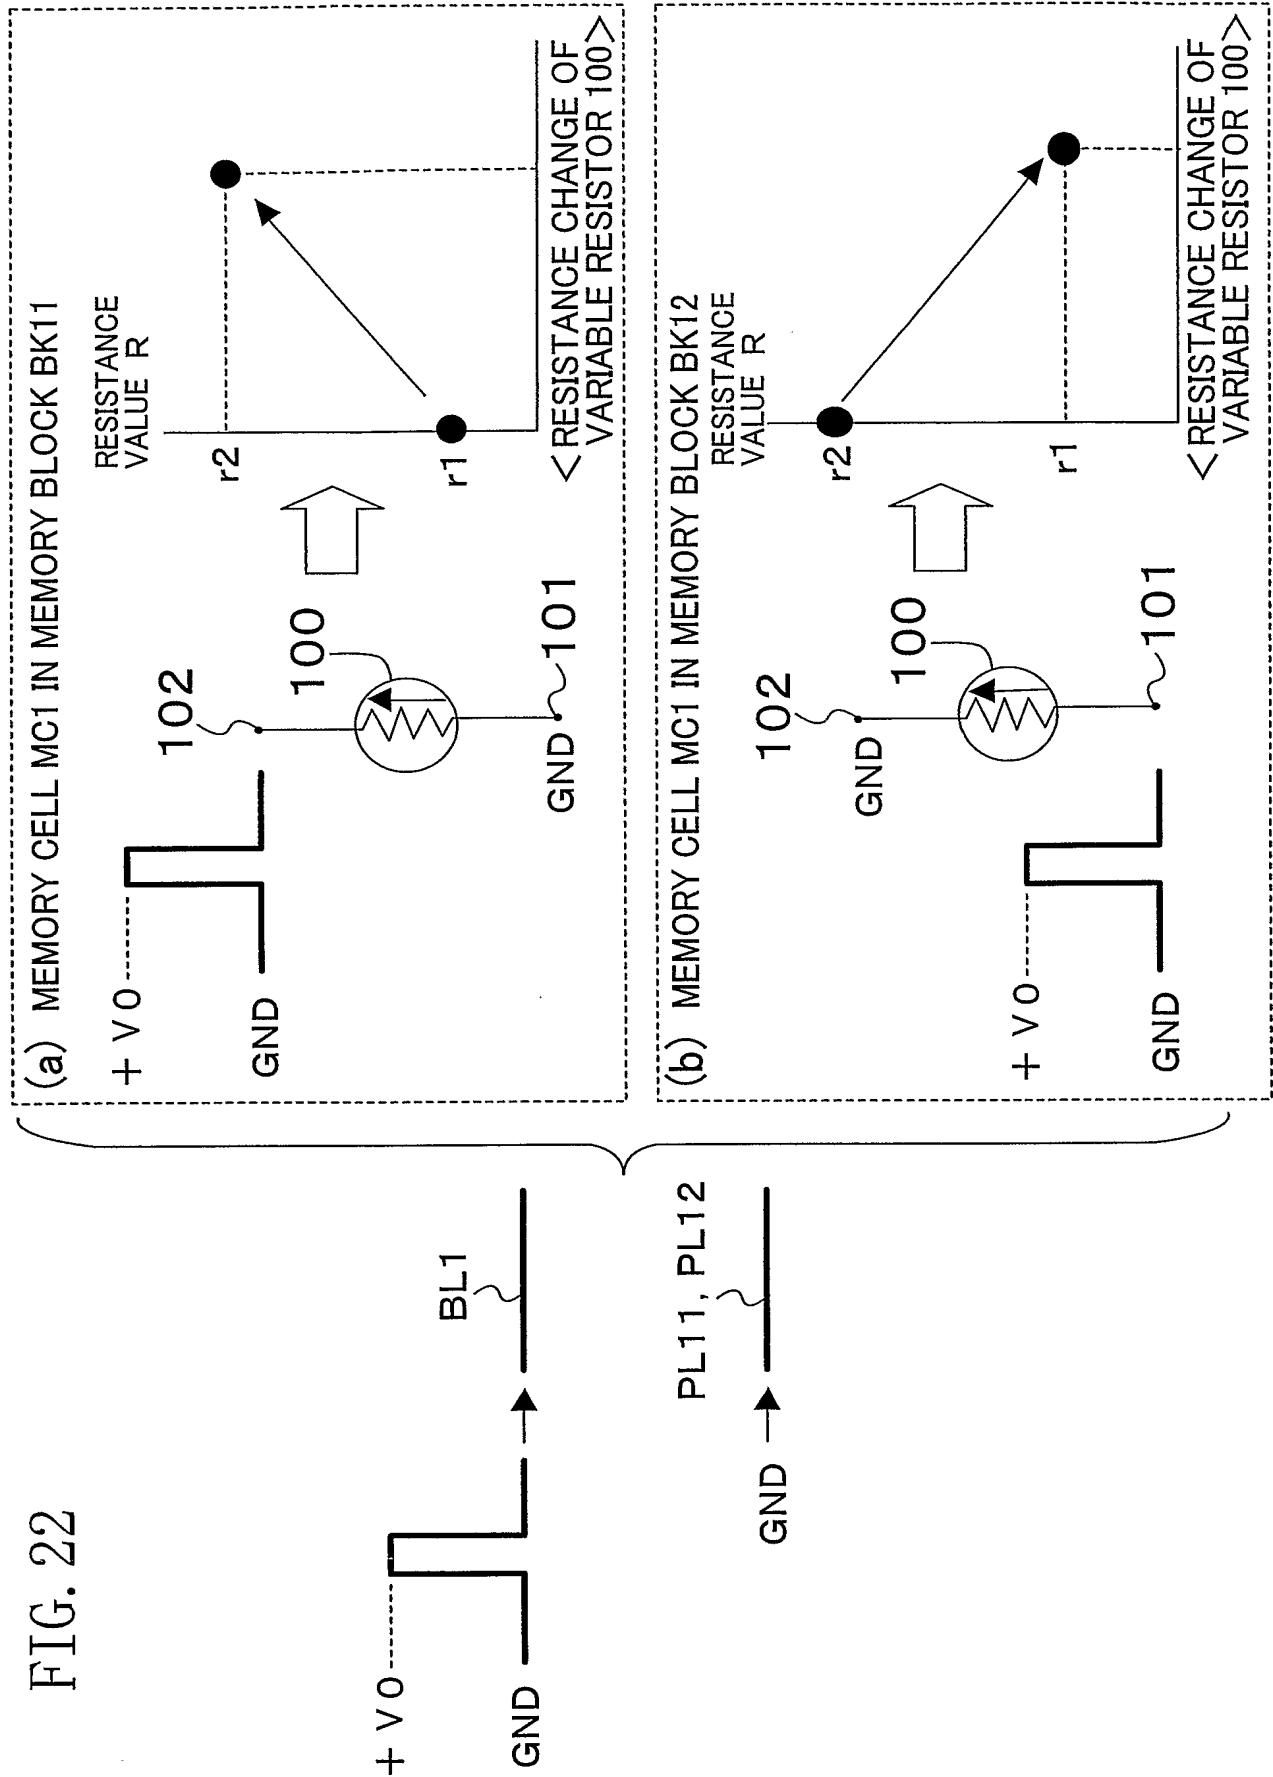 FIG. 22
+V0
GND
BL1
PL11, PL12
GND
(a) MEMORY CELL MC1 IN MEMORY BLOCK BK11
+V0
GND
102
100
101
GND
RESISTANCE
VALUE R
r2
r1
<RESISTANCE CHANGE OF
VARIABLE RESISTOR 100>
(b) MEMORY CELL MC1 IN MEMORY BLOCK BK12
+V0
GND
102
GND
100
101
RESISTANCE
VALUE R
r2
r1
<RESISTANCE CHANGE OF
VARIABLE RESISTOR 100>